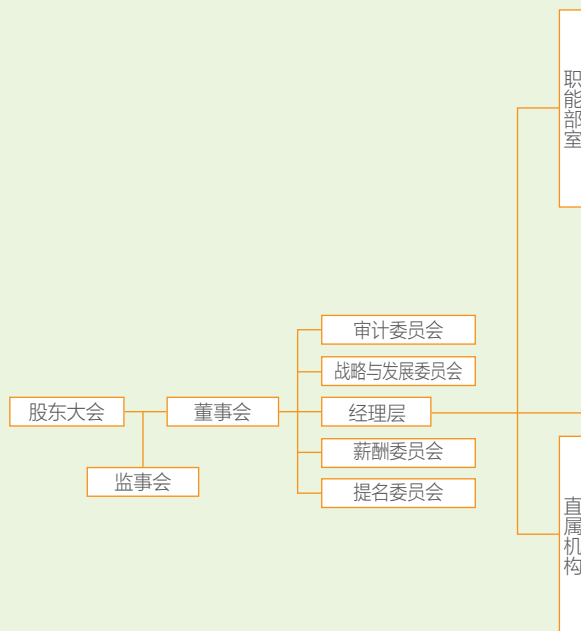 职能部室
审计委员会
战略与发展委员会
股东大会
董事会
经理层
薪酬委员会
监事会
提名委员会
直属机构